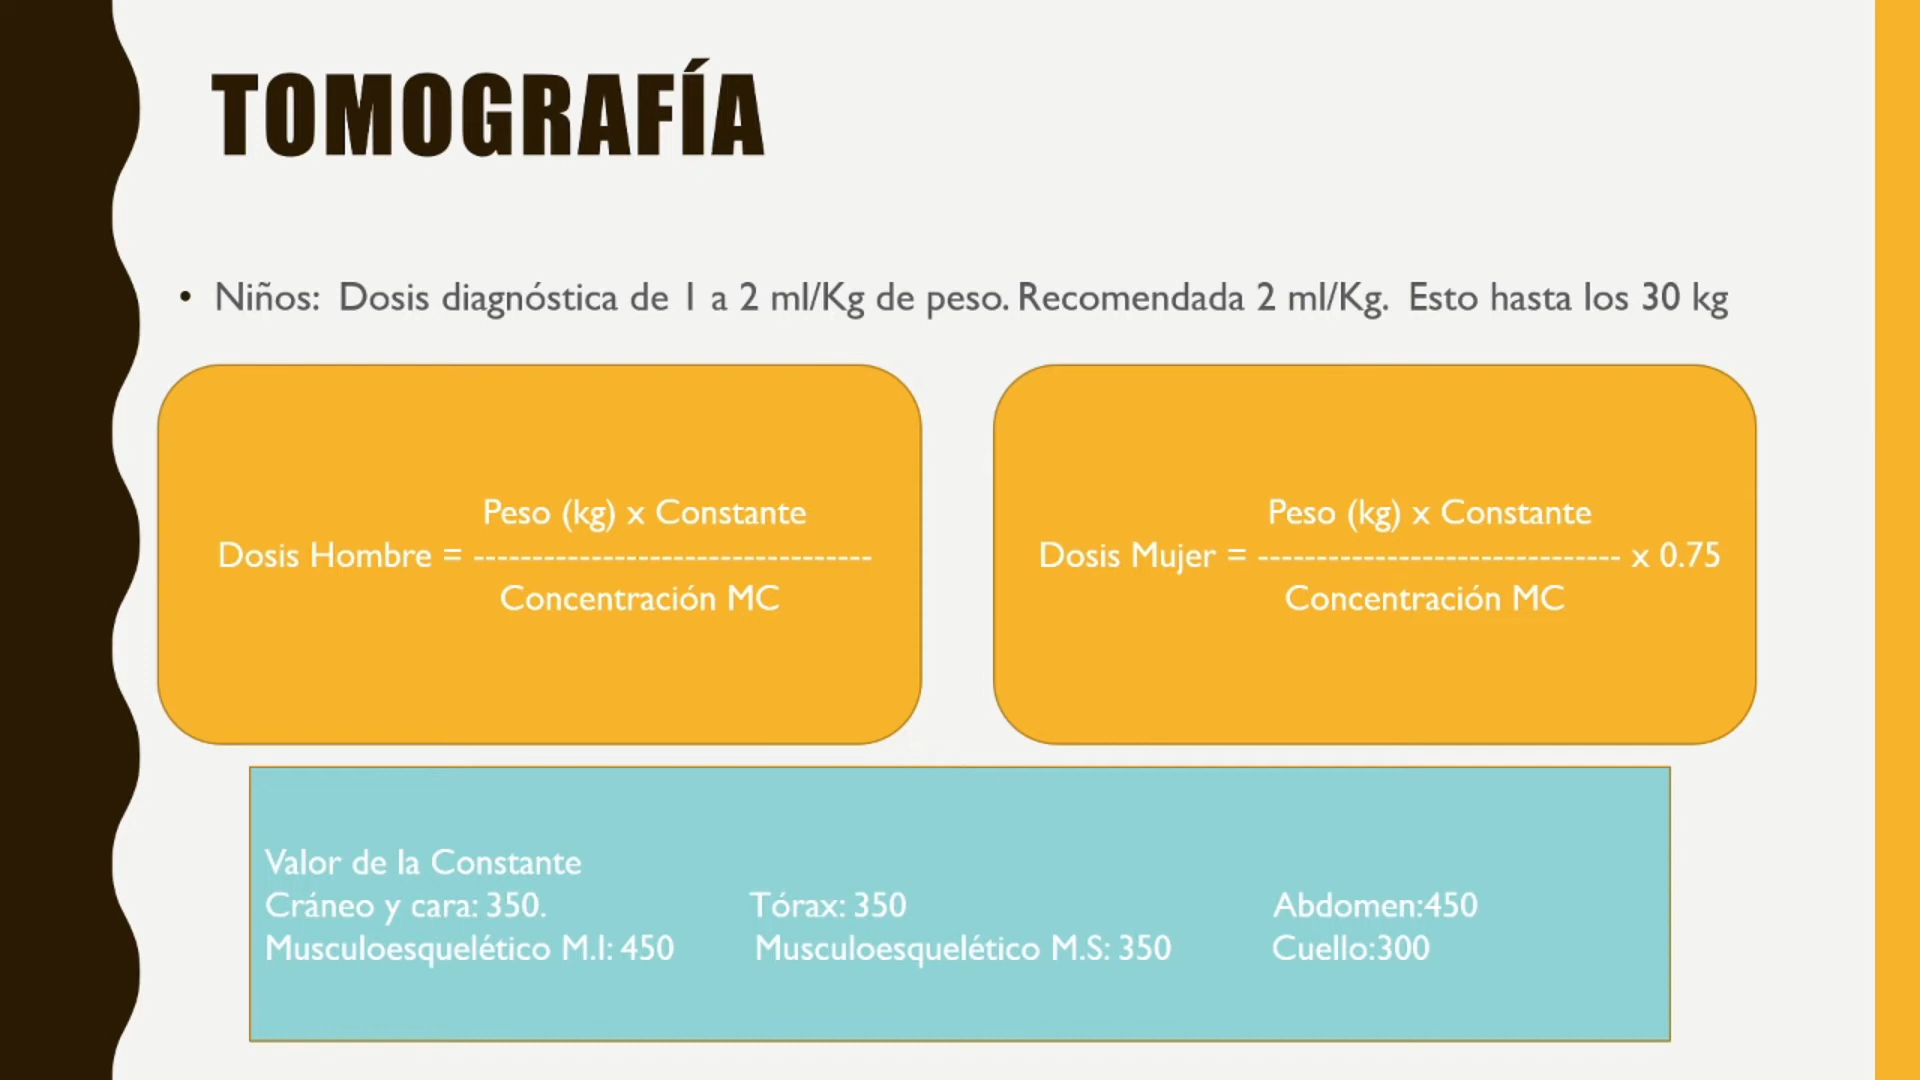 TOMOGRAFÍA
• Niños: Dosis diagnóstica de 1 a 2 ml/Kg de peso. Recomendada 2 ml/Kg. Esto hasta los 30 kg
Peso (kg) x Constante
Dosis Hombre = ----------------------------------
Concentración MC
Peso (kg) x Constante
Dosis Mujer = ------------------------------- x 0.75
Concentración MC
Valor de la Constante
Cráneo y cara: 350. Tórax: 350 Abdomen:450
Musculoesquelético M.I: 450 Musculoesquelético M.S: 350 Cuello:300